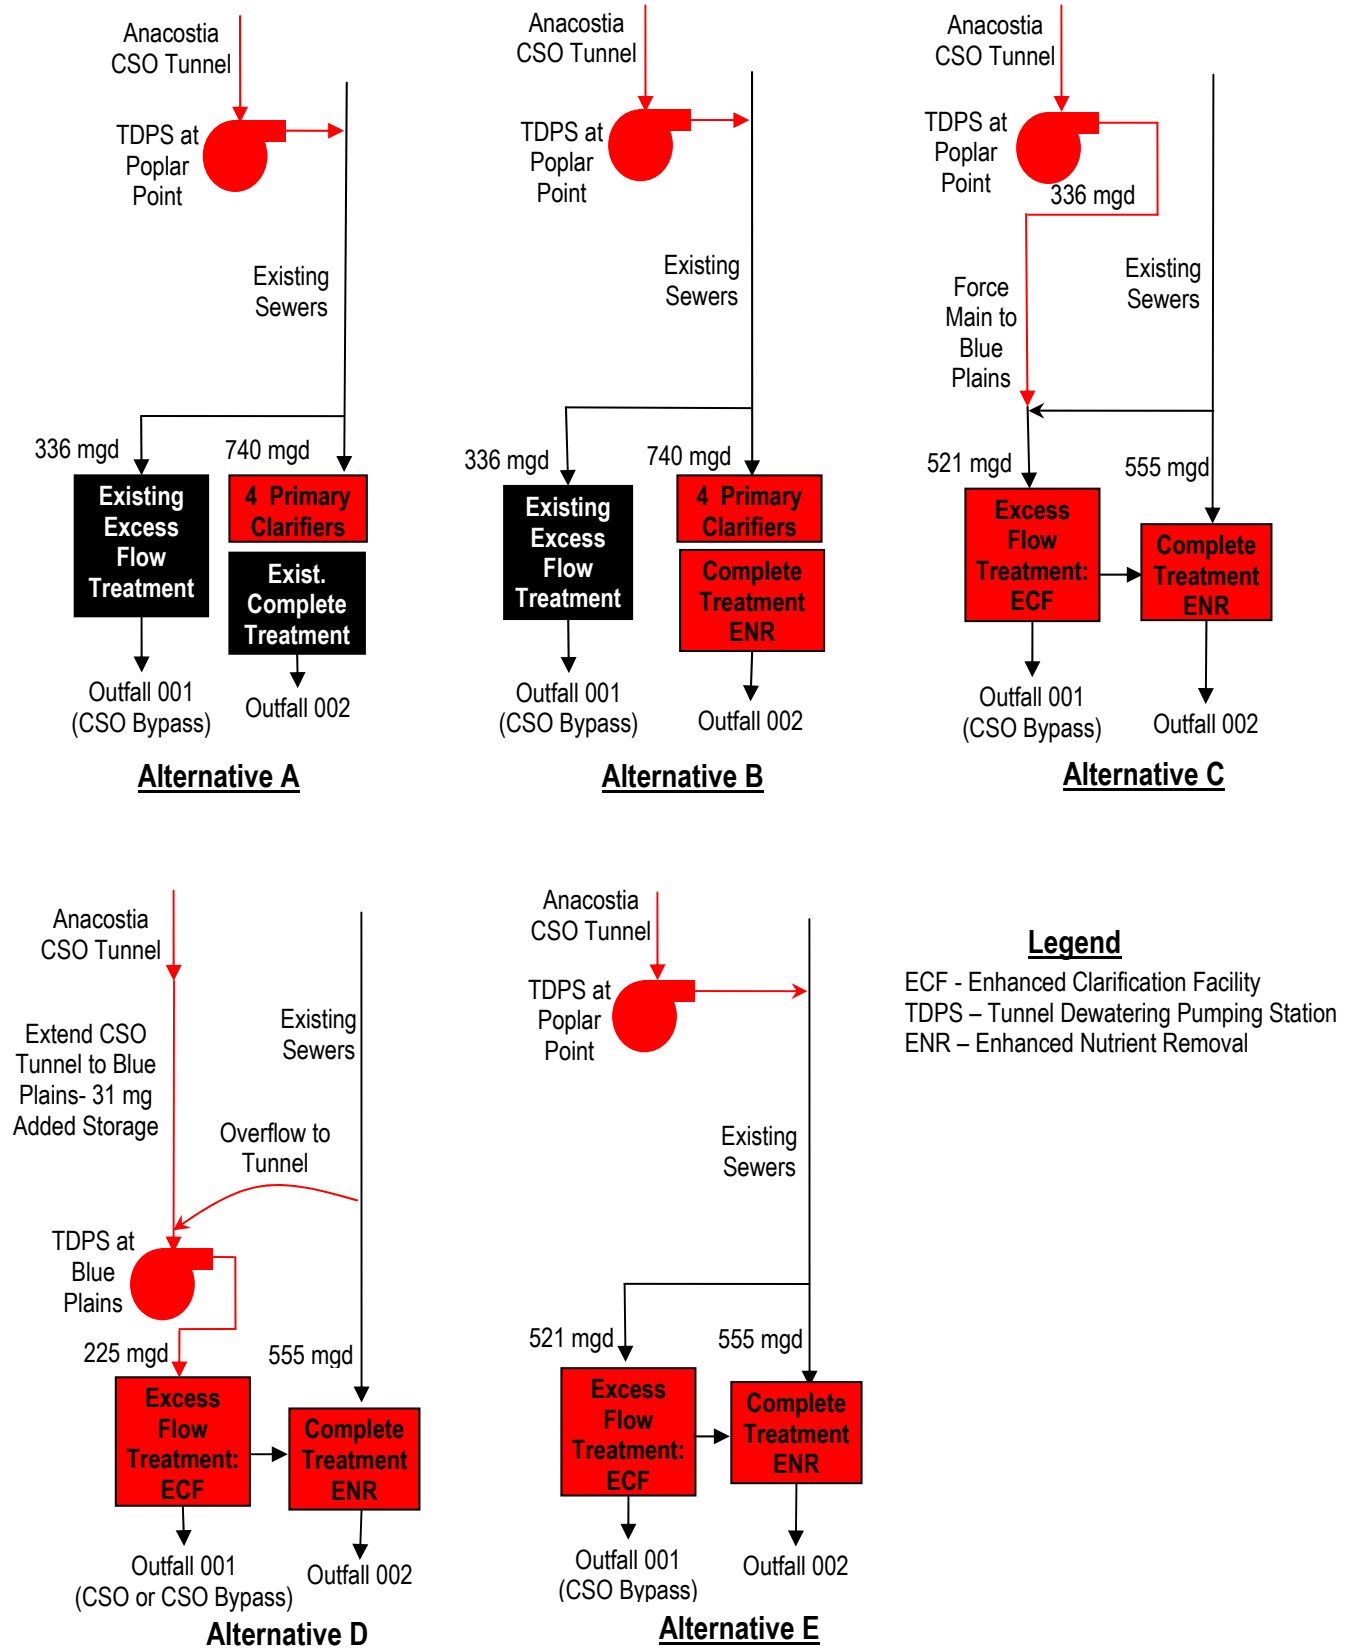 Anacostia
CSO Tunnel
TDPS at
Poplar
Point
Existing
Sewers
336 mgd
740 mgd
Existing
Excess
Flow
Treatment
4 Primary
Clarifiers
Exist.
Complete
Treatment
Outfall 001
(CSO Bypass)
Outfall 002
Alternative A
Anacostia
CSO Tunnel
TDPS at
Poplar
Point
Existing
Sewers
336 mgd
740 mgd
Existing
Excess
Flow
Treatment
4 Primary
Clarifiers
Complete
Treatment
ENR
Outfall 001
(CSO Bypass)
Outfall 002
Alternative B
Anacostia
CSO Tunnel
TDPS at
Poplar
Point
336 mgd
Force
Main to
Blue
Plains
Existing
Sewers
521 mgd
555 mgd
Excess
Flow
Treatment:
ECF
Complete
Treatment
ENR
Outfall 001
(CSO Bypass)
Outfall 002
Alternative C
Anacostia
CSO Tunnel
Extend CSO
Tunnel to Blue
Plains- 31 mg
Added Storage
Existing
Sewers
Overflow to
Tunnel
TDPS at
Blue
Plains
225 mgd
555 mgd
Excess
Flow
Treatment:
ECF
Complete
Treatment
ENR
Outfall 001
(CSO or CSO Bypass)
Outfall 002
Alternative D
Anacostia
CSO Tunnel
TDPS at
Poplar
Point
Existing
Sewers
521 mgd
555 mgd
Excess
Flow
Treatment:
ECF
Complete
Treatment
ENR
Outfall 001
(CSO Bypass)
Outfall 002
Alternative E
Legend
ECF - Enhanced Clarification Facility
TDPS – Tunnel Dewatering Pumping Station
ENR – Enhanced Nutrient Removal